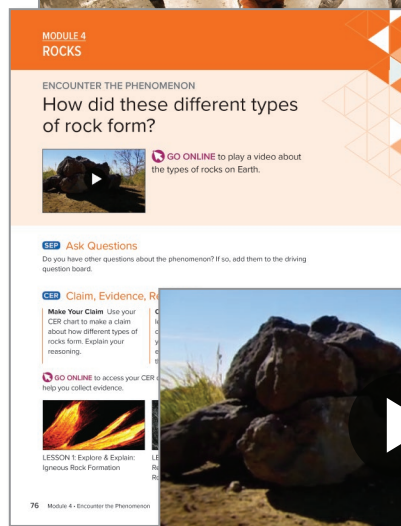 MODULE 4
ROCKS
ENCOUNTER THE PHENOMENON
How did these different types
of rock form?
GO ONLINE to play a video about
the types of rocks on Earth.
SEP Ask Questions
Do you have other questions about the phenomenon? If so, add them to the driving
question board.
CER Claim, Evidence,
Make Your Claim Use your
CER chart to make a claim
about how different types of
rocks form. Explain your
reasoning.
GO ONLINE to access your CER
help you collect evidence.
LESSON 1: Explore & Explain:
Igneous Rock Formation
76 Module 4 • Encounter the Phenomenon